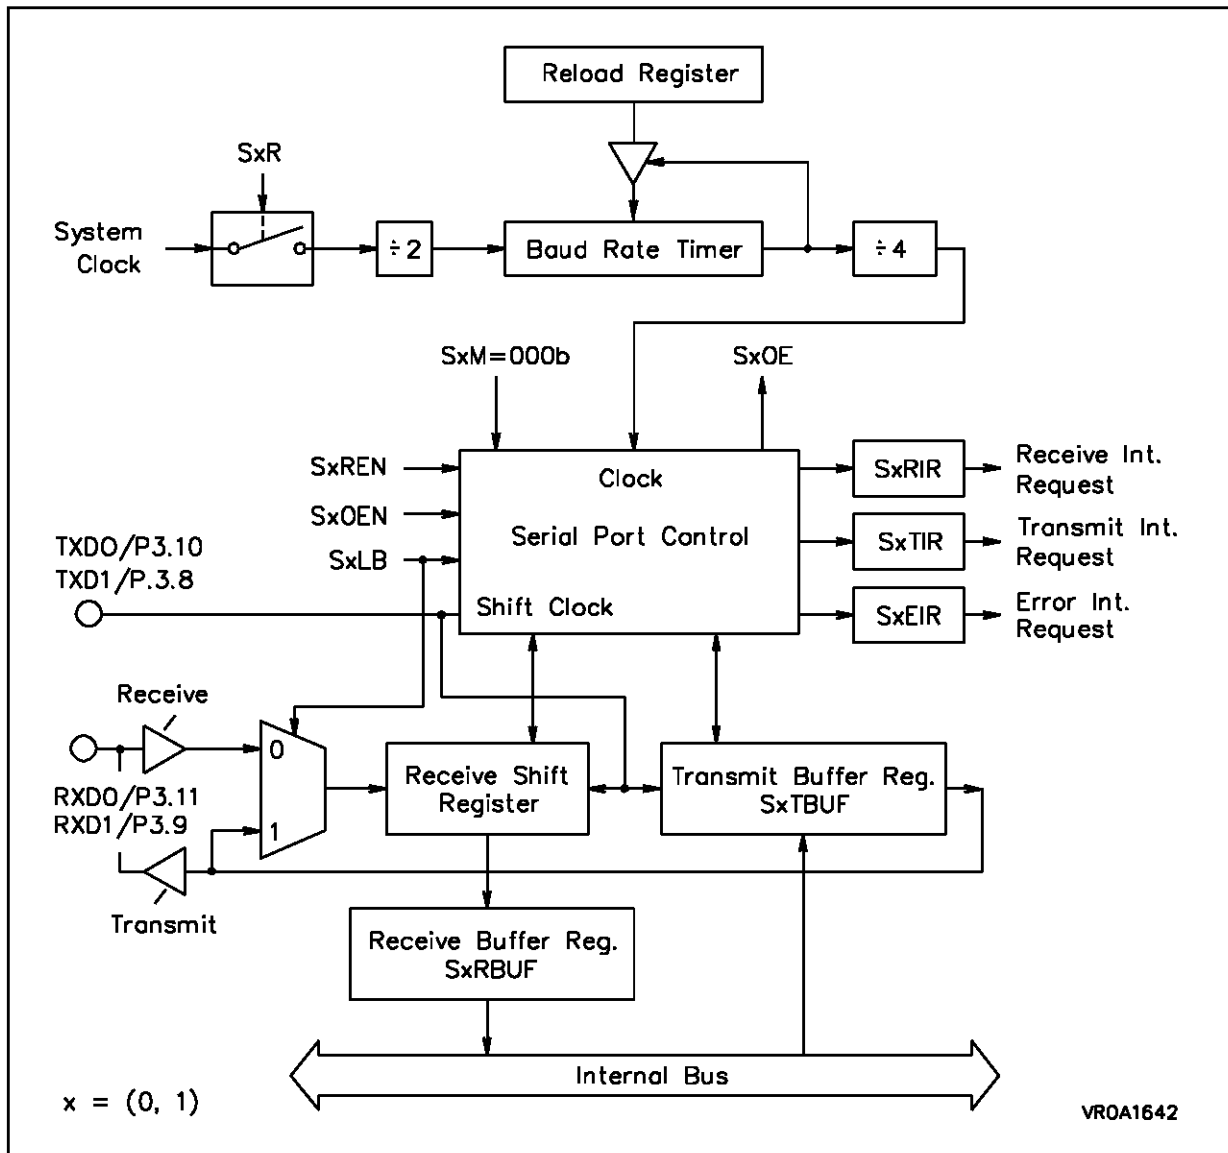 Reload Register
SxR
System
Clock
÷2
Baud Rate Timer
÷4
SxM=000b
SxOE
SxREN
SxOEN
SxLB
Clock
Serial Port Control
Shift Clock
SxRIR
Receive Int.
Request
SxTIR
Transmit Int.
Request
SxEIR
Error Int.
Request
TXD0/P3.10
TXD1/P.3.8
Receive
0
1
RXD0/P3.11
RXD1/P3.9
Transmit
Receive Shift
Register
Transmit Buffer Reg.
SxTBUF
Receive Buffer Reg.
SxRBUF
Internal Bus
x = (0, 1)
VR0A1642